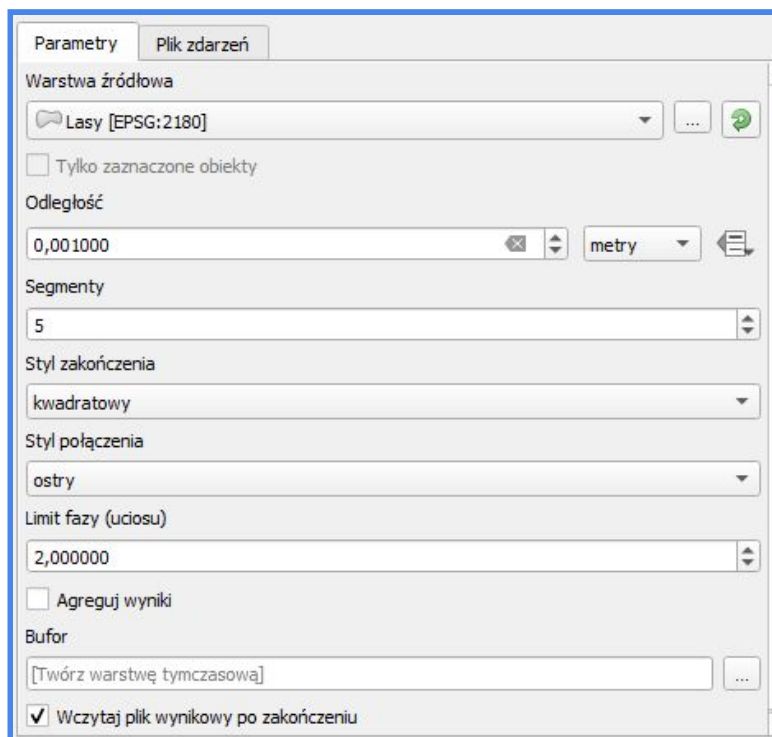 Parametry Plik zdarzeń
Warstwa źródłowa
Lasy [EPSG:2180] ...
Tylko zaznaczone obiekty
Odległość
0,001000 metry
Segmenty
5
Styl zakończenia
kwadratowy
Styl połączenia
ostry
Limit fazy (uciosu)
2,000000
Agreguj wyniki
Bufor
[Twórz warstwę tymczasową] ...
Wczytaj plik wynikowy po zakończeniu